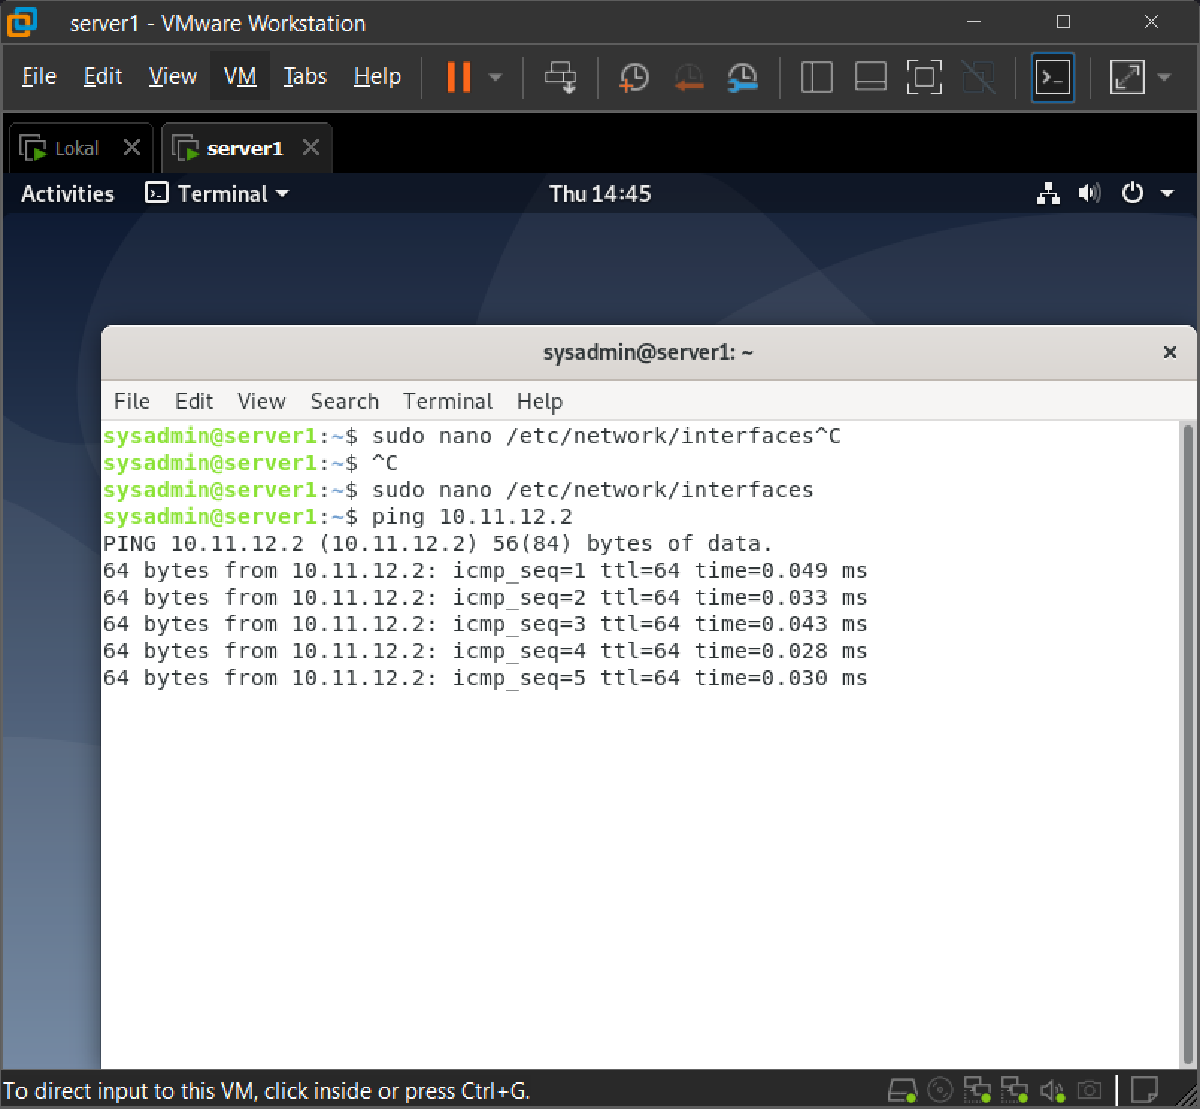 server1 - VMware Workstation
File Edit View VM Tabs Help
Lokal server1
Activities Terminal Thu 14:45
sysadmin@server1: ~
File Edit View Search Terminal Help
sysadmin@server1:~$ sudo nano /etc/network/interfaces^C
sysadmin@server1:~$ ^C
sysadmin@server1:~$ sudo nano /etc/network/interfaces
sysadmin@server1:~$ ping 10.11.12.2
PING 10.11.12.2 (10.11.12.2) 56(84) bytes of data.
64 bytes from 10.11.12.2: icmp_seq=1 ttl=64 time=0.049 ms
64 bytes from 10.11.12.2: icmp_seq=2 ttl=64 time=0.033 ms
64 bytes from 10.11.12.2: icmp_seq=3 ttl=64 time=0.043 ms
64 bytes from 10.11.12.2: icmp_seq=4 ttl=64 time=0.028 ms
64 bytes from 10.11.12.2: icmp_seq=5 ttl=64 time=0.030 ms
To direct input to this VM, click inside or press Ctrl+G.